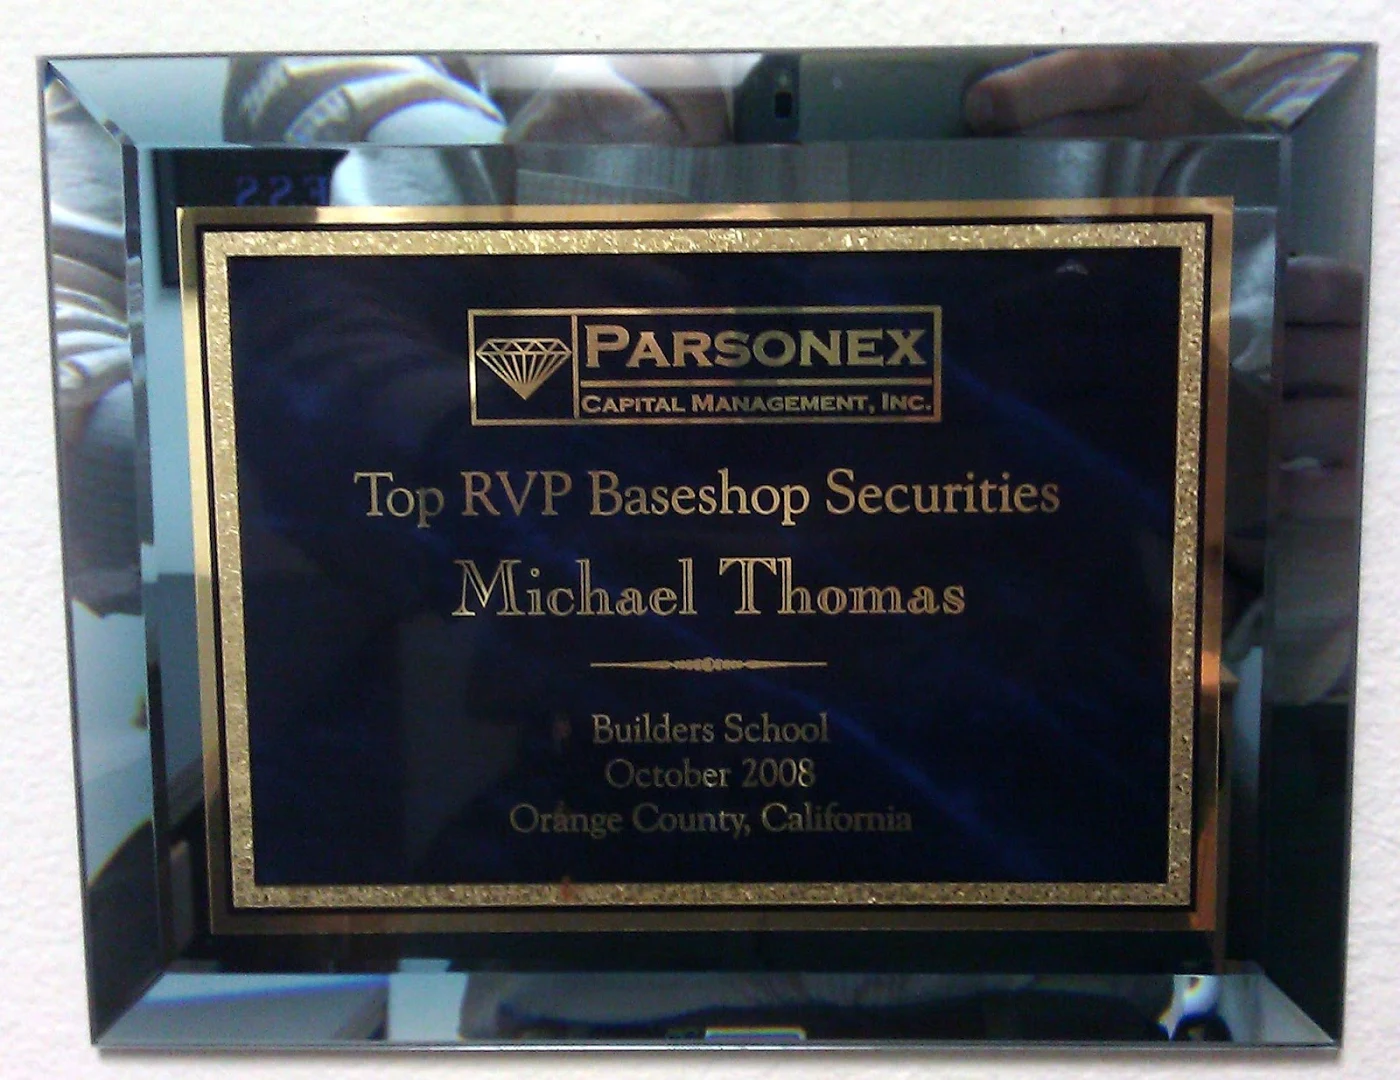 PARSONEX
CAPITAL MANAGEMENT, INC.
Top RVP Baseshop Securities
Michael Thomas
Builders School
October 2008
Orange County, California